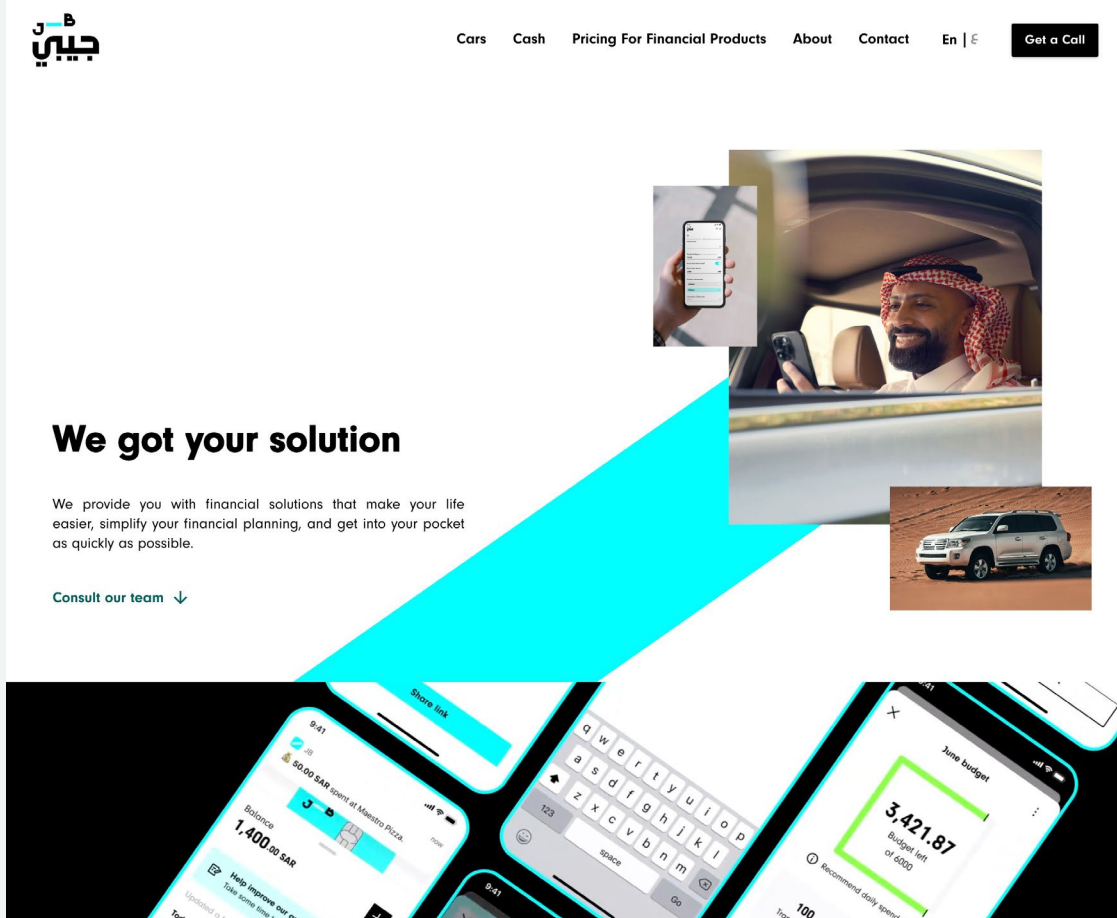 J B
جيبي
Cars Cash Pricing For Financial Products About Contact En | ع Get a Call
We got your solution
We provide you with financial solutions that make your life
easier, simplify your financial planning, and get into your pocket
as quickly as possible.
Consult our team
Share link
9:41
JB
50.00 SAR spent at Maestro Pizza.
now
J B
Balance
1,400.00 SAR
Help improve our
Take some time
Updated
q w e r t y u i o p
a s d f g h j k l
z x c v b n m
123
space
Go
9:41
9:41
June budget
3,421.87
Budget left
of 6000
Recommend daily
100